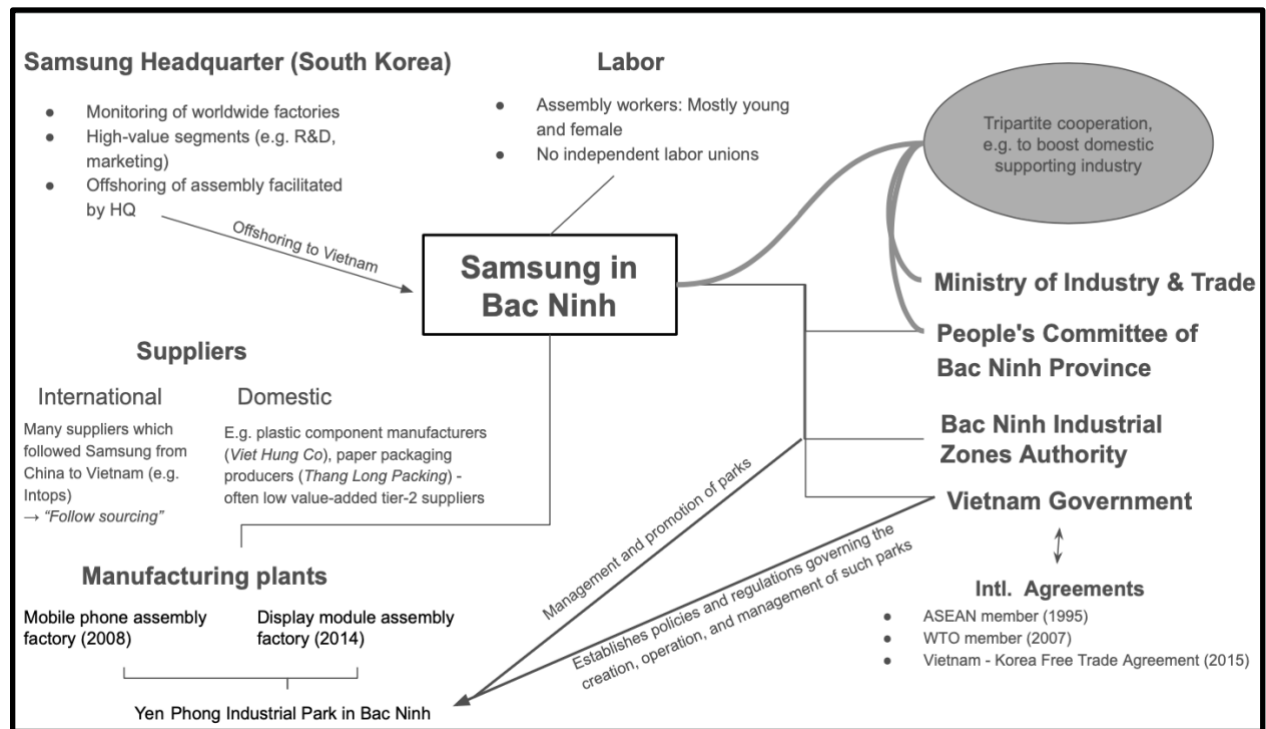 Samsung Headquarter (South Korea)
● Monitoring of worldwide factories
● High-value segments (e.g. R&D,
marketing)
● Offshoring of assembly facilitated
by HQ
Offshoring to Vietnam
Labor
● Assembly workers: Mostly young
and female
● No independent labor unions
Tripartite cooperation,
e.g. to boost domestic
supporting industry
Samsung in
Bac Ninh
Ministry of Industry & Trade
People's Committee of
Bac Ninh Province
Bac Ninh Industrial
Zones Authority
Vietnam Government
Intl. Agreements
● ASEAN member (1995)
● WTO member (2007)
● Vietnam - Korea Free Trade Agreement (2015)
Suppliers
International
Many suppliers which
followed Samsung from
China to Vietnam (e.g.
Intops)
→ “Follow sourcing”
Domestic
E.g. plastic component manufacturers
(Viet Hung Co), paper packaging
producers (Thang Long Packing) -
often low value-added tier-2 suppliers
Manufacturing plants
Mobile phone assembly
factory (2008)
Display module assembly
factory (2014)
Yen Phong Industrial Park in Bac Ninh
Management and promotion of parks
Establishes policies and regulations governing the
creation, operation, and management of such parks